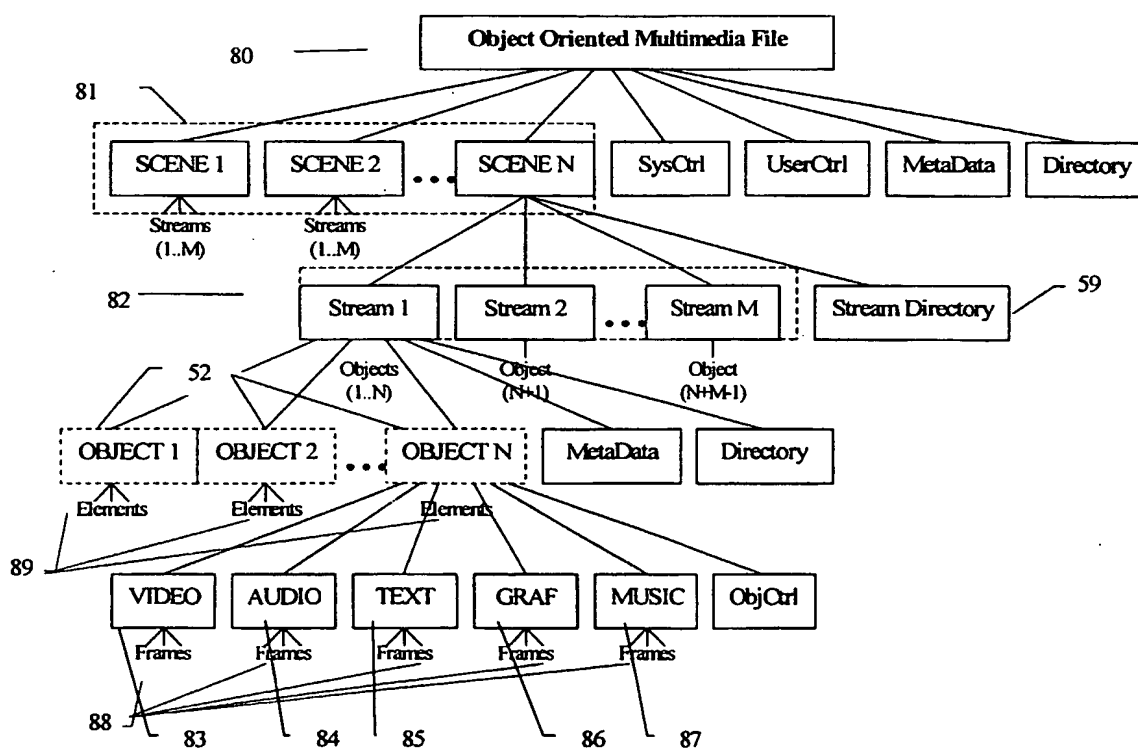 Object Oriented Multimedia File
80
81
SCENE 1 SCENE 2 ... SCENE N SysCtrl UserCtrl MetaData Directory
Streams Streams
(1..M) (1..M)
82 59
Stream 1 Stream 2 ... Stream M Stream Directory
52 Objects Object Object
(1..N) (N+1) (N+M-1)
OBJECT 1 OBJECT 2 ... OBJECT N MetaData Directory
Elements Elements Elements
89
VIDEO AUDIO TEXT GRAF MUSIC ObjCtrl
Frames Frames Frames Frames Frames
88 83 84 85 86 87